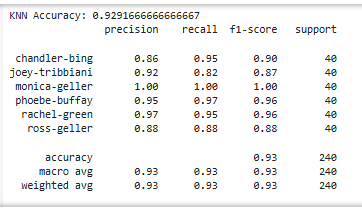 KNN Accuracy: 0.9291666666666667
precision recall f1-score support
chandler-bing 0.86 0.95 0.90 40
joey-tribbiani 0.92 0.82 0.87 40
monica-geller 1.00 1.00 1.00 40
phoebe-buffay 0.95 0.97 0.96 40
rachel-green 0.97 0.95 0.96 40
ross-geller 0.88 0.88 0.88 40
accuracy 0.93 240
macro avg 0.93 0.93 0.93 240
weighted avg 0.93 0.93 0.93 240